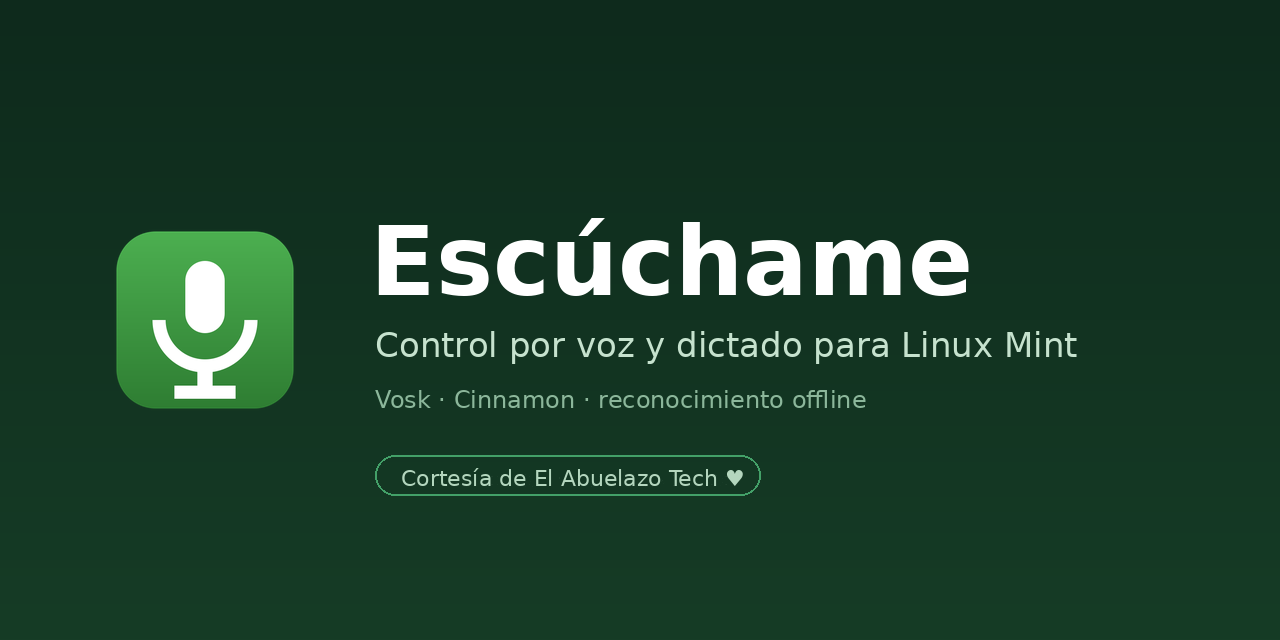 Escúchame
Control por voz y dictado para Linux Mint
Vosk · Cinnamon · reconocimiento offline
Cortesía de El Abuelazo Tech ♥